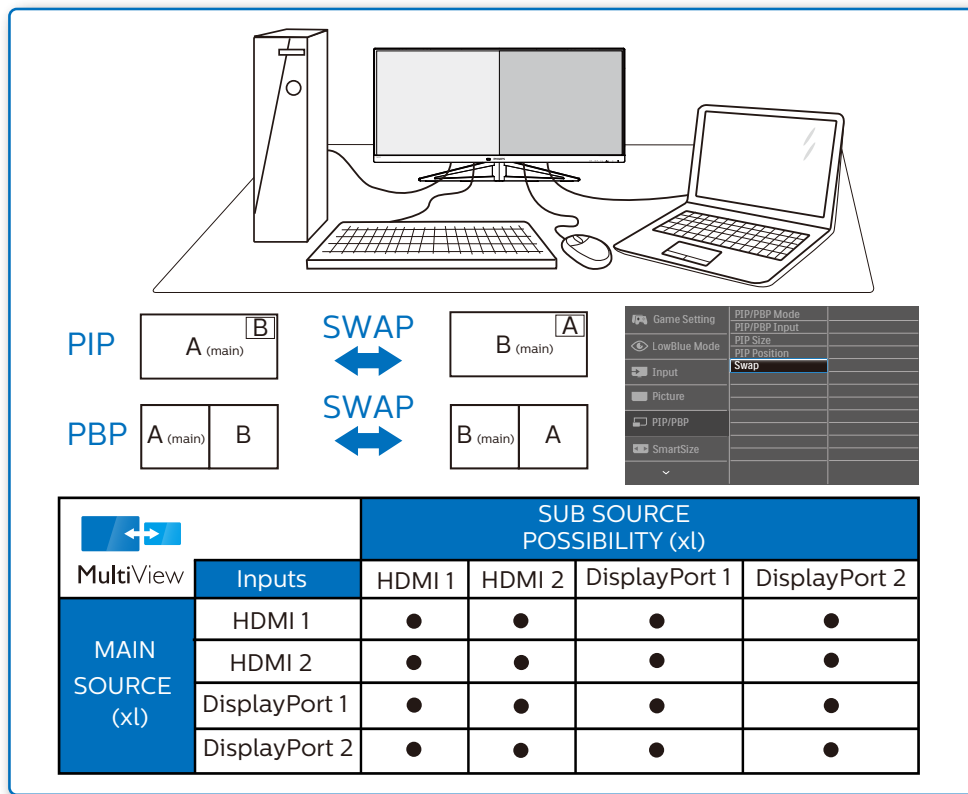 PIP
A (main)
B
SWAP
B (main)
A
PBP
A (main)
B
SWAP
B (main)
A
Game Setting
LowBlue Mode
Input
Picture
PIP/PBP
SmartSize
PIP/PBP Mode
PIP/PBP Input
PIP Size
PIP Position
Swap
MultiView
SUB SOURCE
POSSIBILITY (xl)
Inputs HDMI 1 HDMI 2 DisplayPort 1 DisplayPort 2
MAIN
SOURCE
(xl)
HDMI 1 ● ● ● ●
HDMI 2 ● ● ● ●
DisplayPort 1 ● ● ● ●
DisplayPort 2 ● ● ● ●